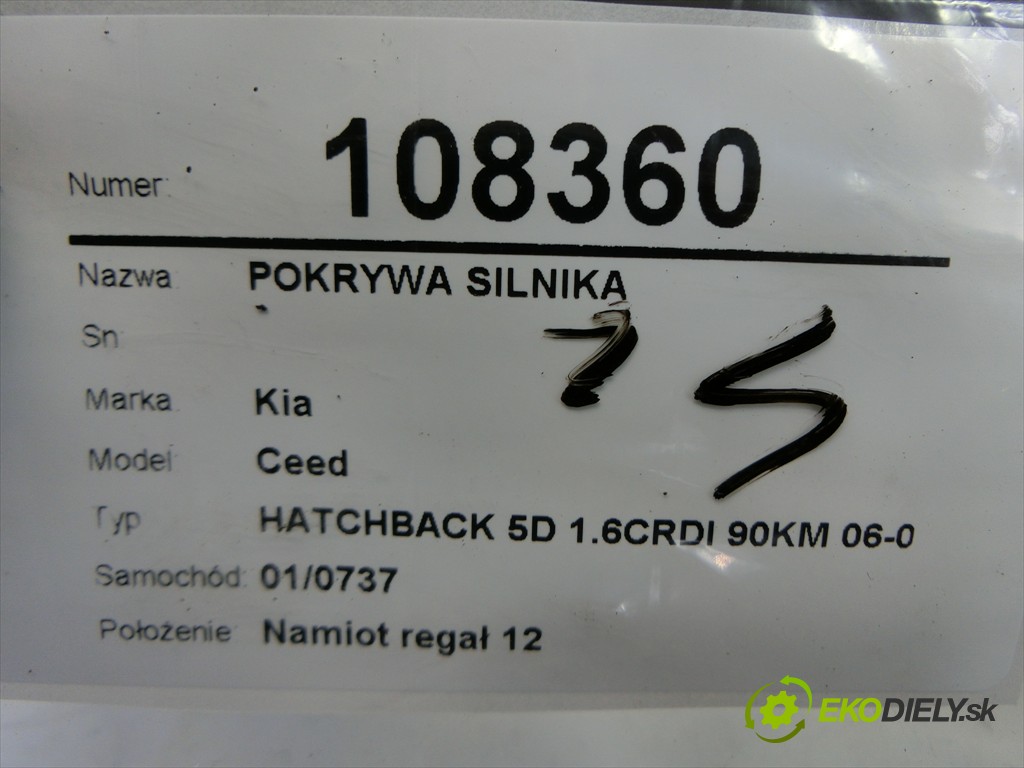 Numer: 108360
Nazwa POKRYWA SILNIKA
Sn
Marka Kia
Model Ceed
Typ HATCHBACK 5D 1.6CRDI 90KM 06-0
Samochód: 01/0737
Położenie Namiot regał 12
EKODIELY.sk